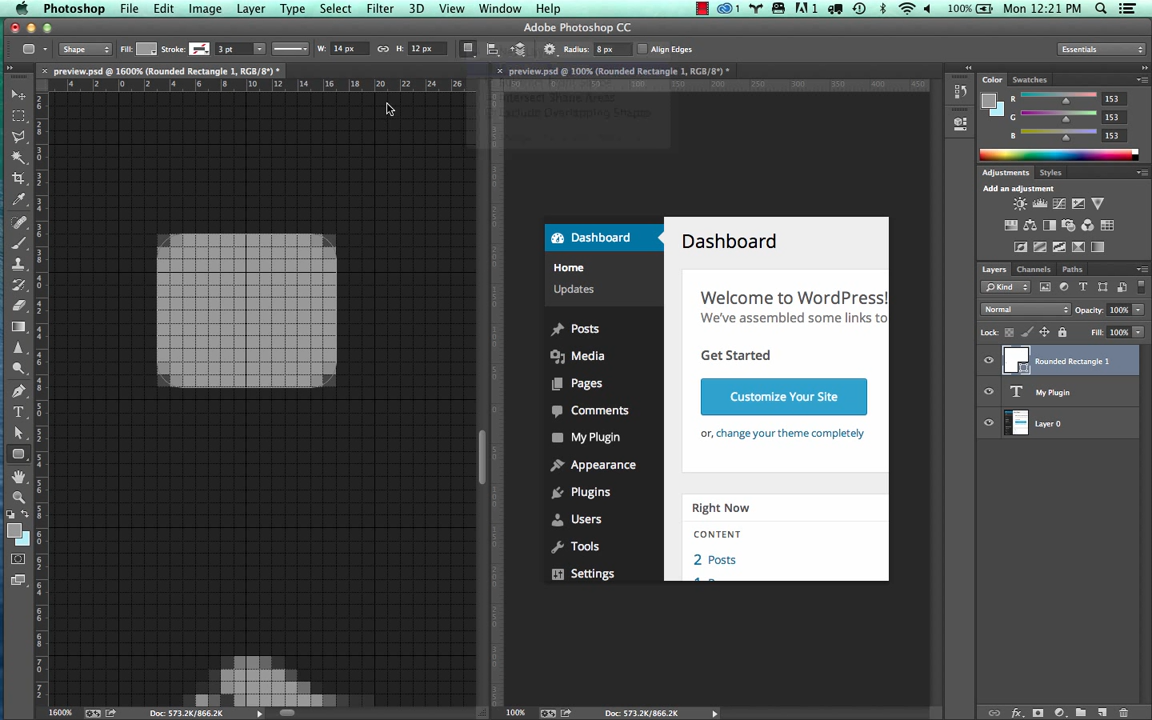 Photoshop File Edit Image Layer Type Select Filter 3D View Window Help 1 1 100% Mon 12:21 PM
Adobe Photoshop CC
Shape Fill: Stroke: 3 pt W: 14 px H: 12 px Radius: 8 px Align Edges Essentials
preview.psd @ 1600% (Rounded Rectangle 1, RGB/8*) *
preview.psd @ 100% (Rounded Rectangle 1, RGB/8*) *
Exclude Overlapping Shapes
Color Swatches
R 153
G 153
B 153
Adjustments Styles
Add an adjustment
Layers Channels Paths
Kind
Normal Opacity: 100%
Lock: Fill: 100%
Rounded Rectangle 1
My Plugin
Layer 0
Dashboard
Home
Updates
Posts
Media
Pages
Comments
My Plugin
Appearance
Plugins
Users
Tools
Settings
Dashboard
Welcome to WordPress!
We've assembled some links to
Get Started
Customize Your Site
or, change your theme completely
Right Now
CONTENT
2 Posts
1600% Doc: 573.2K/866.2K
100% Doc: 573.2K/866.2K